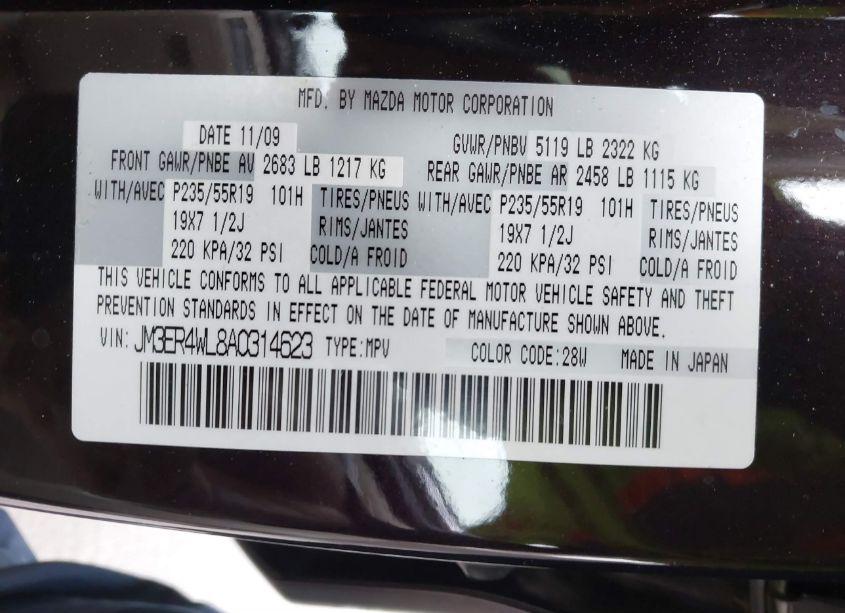 MFD. BY MAZDA MOTOR CORPORATION
DATE 11/09 GVWR/PNBV 5119 LB 2322 KG
FRONT GAWR/PNBE AV 2683 LB 1217 KG REAR GAWR/PNBE AR 2458 LB 1115 KG
WITH/AVEC P235/55R19 101H TIRES/PNEUS WITH/AVEC P235/55R19 101H TIRES/PNEUS
19X7 1/2J RIMS/JANTES 19X7 1/2J RIMS/JANTES
220 KPA/32 PSI COLD/A FROID 220 KPA/32 PSI COLD/A FROID
THIS VEHICLE CONFORMS TO ALL APPLICABLE FEDERAL MOTOR VEHICLE SAFETY AND THEFT
PREVENTION STANDARDS IN EFFECT ON THE DATE OF MANUFACTURE SHOWN ABOVE.
VIN: JM3ER4WL8A0314623 TYPE:MPV COLOR CODE:28W MADE IN JAPAN